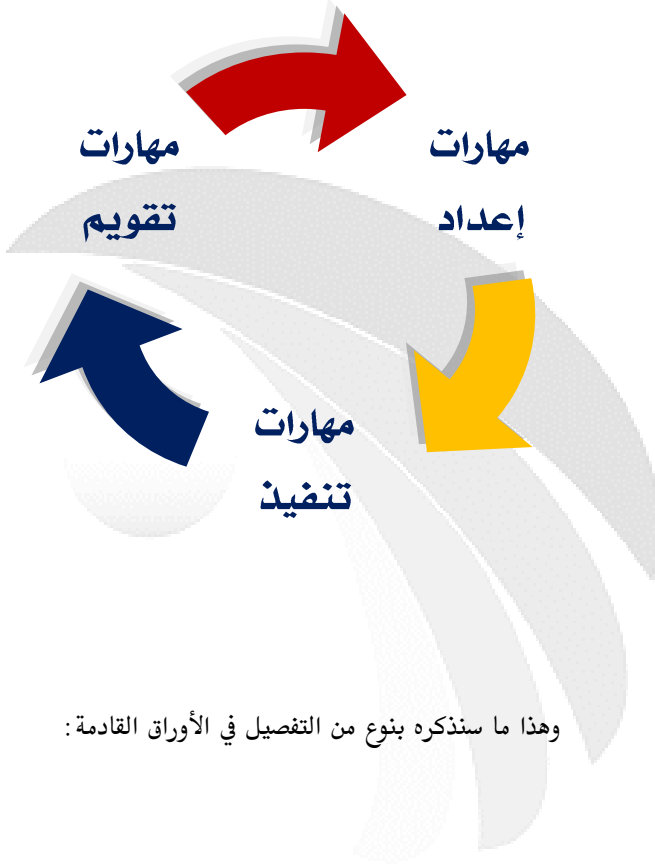 مهارات
إعداد
مهارات
تنفيذ
مهارات
تقويم
وهذا ما سنذكره بنوع من التفصيل في الأوراق القادمة: